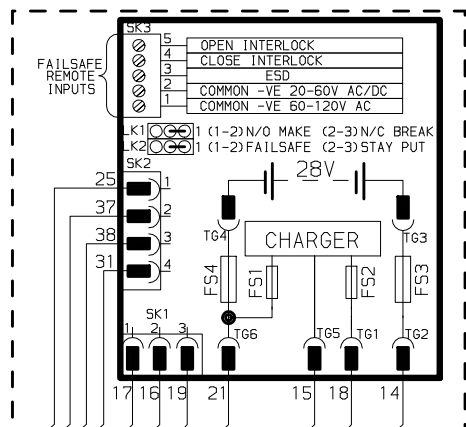 SK3
FAILSAFE
REMOTE
INPUTS
5 OPEN INTERLOCK
4 CLOSE INTERLOCK
3 ESD
2 COMMON -VE 20-60V AC/DC
1 COMMON -VE 60-120V AC
LK1 1 (1-2)N/O MAKE (2-3)N/C BREAK
LK2 1 (1-2)FAILSAFE (2-3)STAY PUT
SK2
25 1
37 2
38 3
31 4
28V
TG4 TG3
CHARGER
FS4 FS1 FS2 FS3
SK1
1 2 3
TG6 TG5 TG1 TG2
17 16 19 21 15 18 14